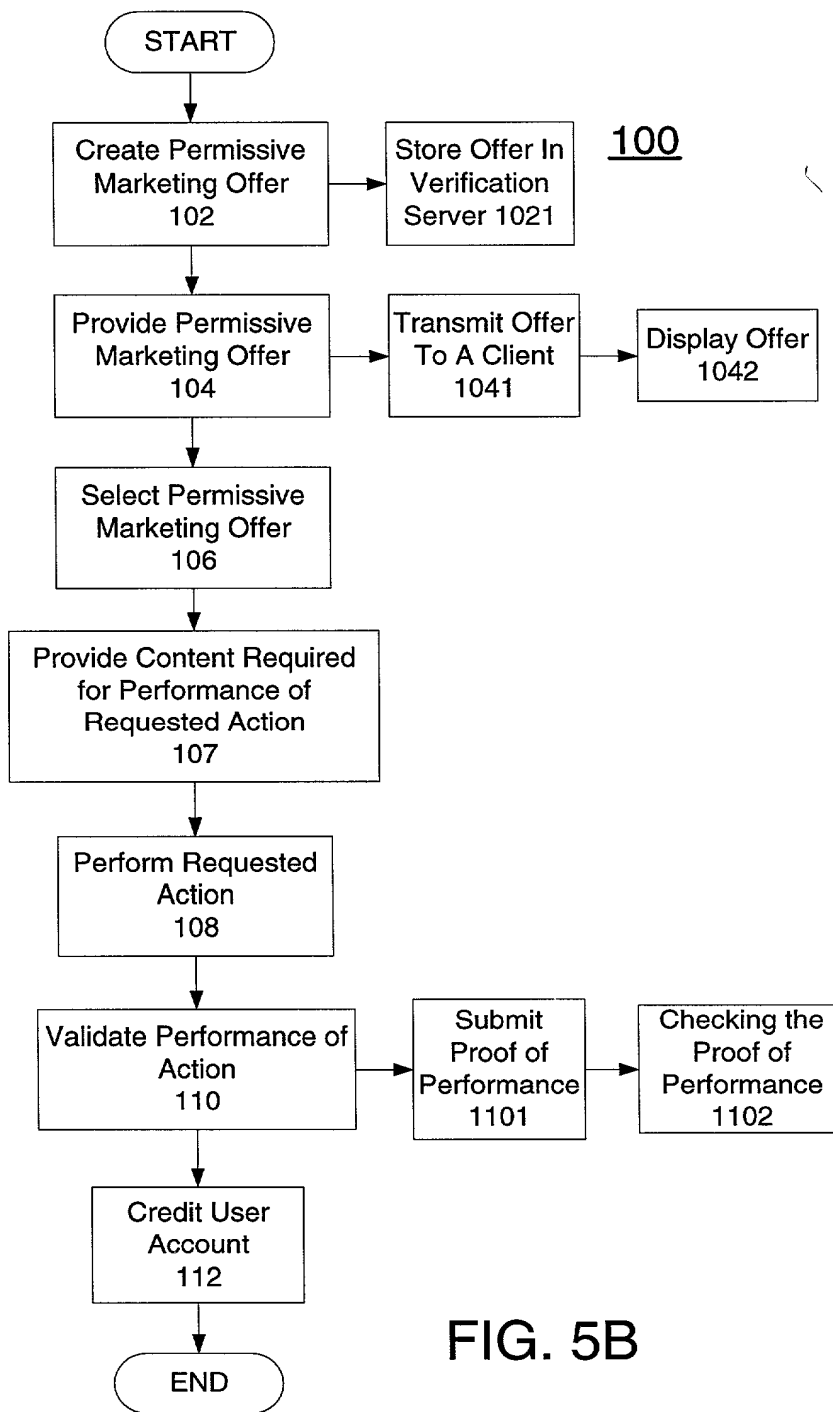 START
Create Permissive
Marketing Offer
102
Store Offer In
Verification
Server 1021
100
Provide Permissive
Marketing Offer
104
Transmit Offer
To A Client
1041
Display Offer
1042
Select Permissive
Marketing Offer
106
Provide Content Required
for Performance of
Requested Action
107
Perform Requested
Action
108
Validate Performance of
Action
110
Submit
Proof of
Performance
1101
Checking the
Proof of
Performance
1102
Credit User
Account
112
END
FIG. 5B